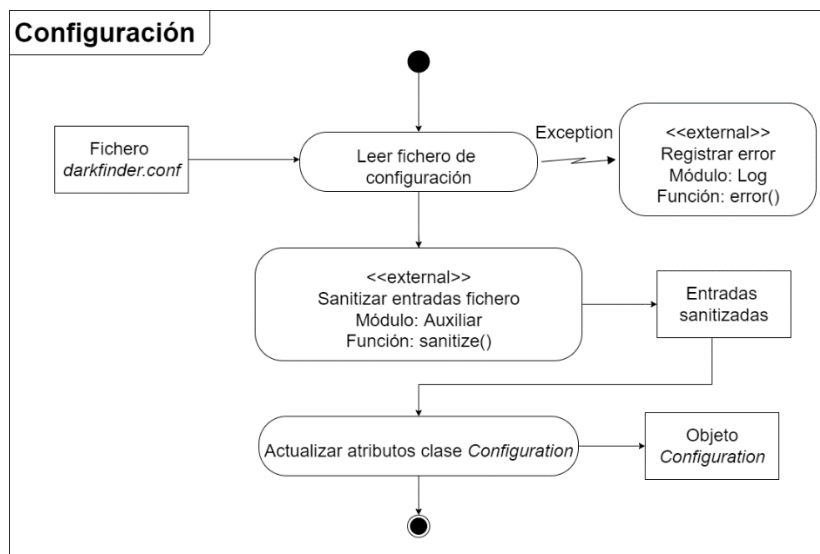 Configuración
Fichero
darkfinder.conf
Leer fichero de
configuración
Exception
<<external>>
Registrar error
Módulo: Log
Función: error()
<<external>>
Sanitizar entradas fichero
Módulo: Auxiliar
Función: sanitize()
Entradas
sanitizadas
Actualizar atributos clase Configuration
Objeto
Configuration